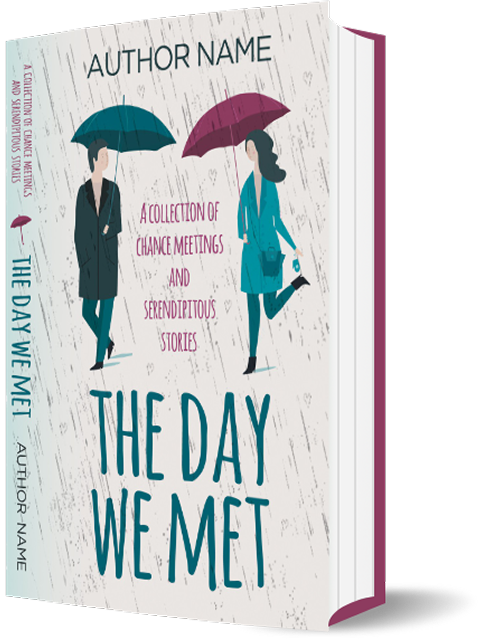 AUTHOR NAME
A COLLECTION OF
CHANCE MEETINGS
AND
SERENDIPITOUS
STORIES
THE DAY
WE MET
A COLLECTION OF CHANCE MEETINGS
AND SERENDIPITOUS STORIES
THE DAY WE MET
AUTHOR NAME